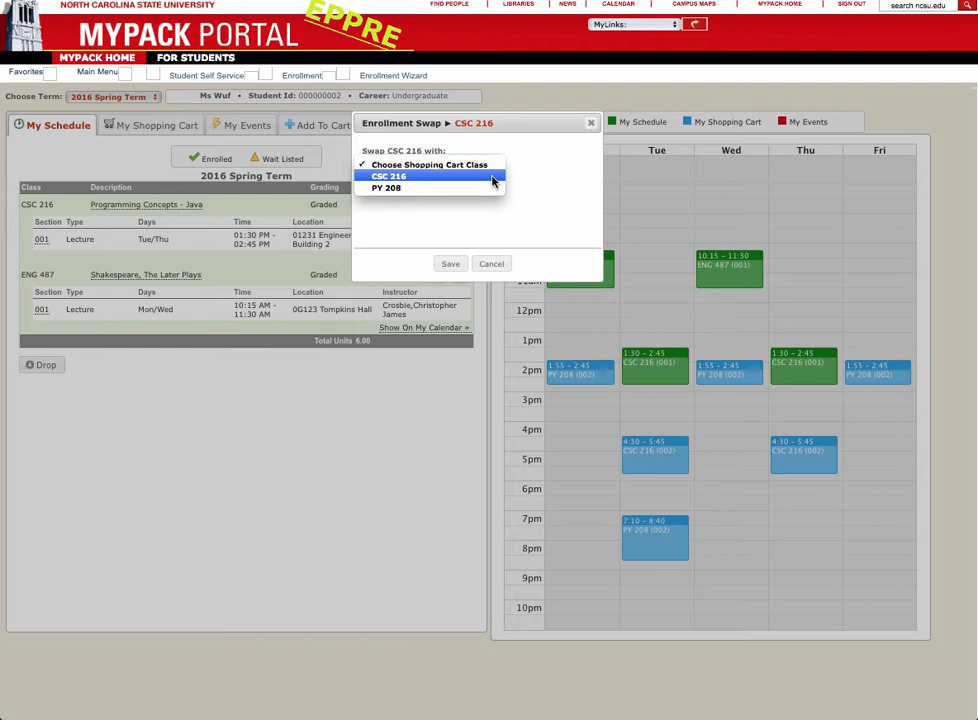 NORTH CAROLINA STATE UNIVERSITY
FIND PEOPLE LIBRARIES NEWS CALENDAR CAMPUS MAPS MYPACK HOME SIGN OUT search ncsu.edu
MYPACK PORTAL
EPPRE
MyLinks:
MYPACK HOME FOR STUDENTS
Favorites Main Menu Student Self Service Enrollment Enrollment Wizard
Choose Term: 2016 Spring Term Ms Wuf • Student Id: 000000002 • Career: Undergraduate
My Schedule My Shopping Cart My Events Add To Cart
Enrolled Wait Listed
2016 Spring Term
Class Description Grading
CSC 216 Programming Concepts - Java Graded
Section Type Days Time Location
001 Lecture Tue/Thu 01:30 PM - 02:45 PM 01231 Engineer Building 2
ENG 487 Shakespeare, The Later Plays Graded
Section Type Days Time Location Instructor
001 Lecture Mon/Wed 10:15 AM - 11:30 AM 0G123 Tompkins Hall Crosbie,Christopher James
Show On My Calendar »
Total Units 6.00
Drop
Enrollment Swap ▸ CSC 216
Swap CSC 216 with:
✓ Choose Shopping Cart Class
CSC 216
PY 208
Save Cancel
My Schedule My Shopping Cart My Events
Tue Wed Thu Fri
10:15 – 11:30
ENG 487 (001)
11am
12pm
1pm
1:30 – 2:45 1:30 – 2:45
CSC 216 (001) CSC 216 (001)
1:55 – 2:45 1:55 – 2:45 1:55 – 2:45
2pm
PY 208 (002) PY 208 (002) PY 208 (002)
3pm
4pm
4:30 – 5:45 4:30 – 5:45
CSC 216 (002) CSC 216 (002)
5pm
6pm
7pm
7:10 – 8:40
PY 208 (002)
8pm
9pm
10pm